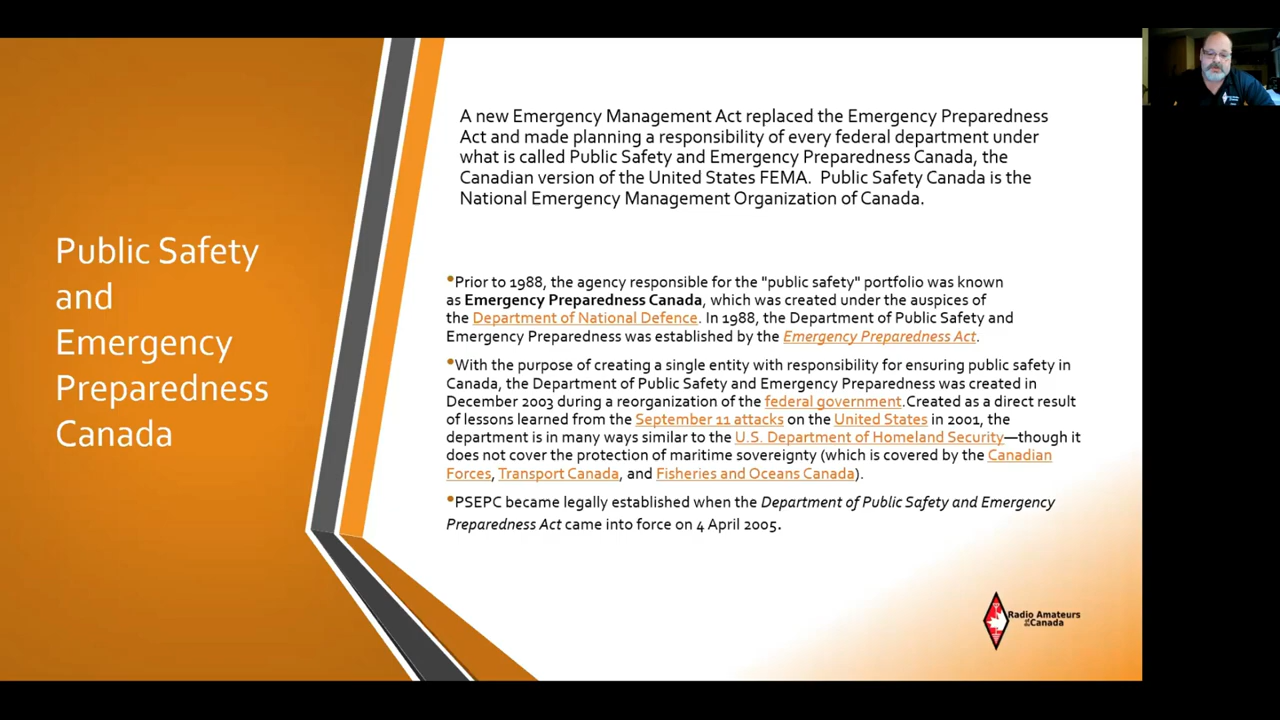 Public Safety
and
Emergency
Preparedness
Canada
A new Emergency Management Act replaced the Emergency Preparedness
Act and made planning a responsibility of every federal department under
what is called Public Safety and Emergency Preparedness Canada, the
Canadian version of the United States FEMA.  Public Safety Canada is the
National Emergency Management Organization of Canada.
•Prior to 1988, the agency responsible for the "public safety" portfolio was known
as Emergency Preparedness Canada, which was created under the auspices of
the Department of National Defence. In 1988, the Department of Public Safety and
Emergency Preparedness was established by the Emergency Preparedness Act.
•With the purpose of creating a single entity with responsibility for ensuring public safety in
Canada, the Department of Public Safety and Emergency Preparedness was created in
December 2003 during a reorganization of the federal government.Created as a direct result
of lessons learned from the September 11 attacks on the United States in 2001, the
department is in many ways similar to the U.S. Department of Homeland Security—though it
does not cover the protection of maritime sovereignty (which is covered by the Canadian
Forces, Transport Canada, and Fisheries and Oceans Canada).
•PSEPC became legally established when the Department of Public Safety and Emergency
Preparedness Act came into force on 4 April 2005.
Radio Amateurs
of Canada